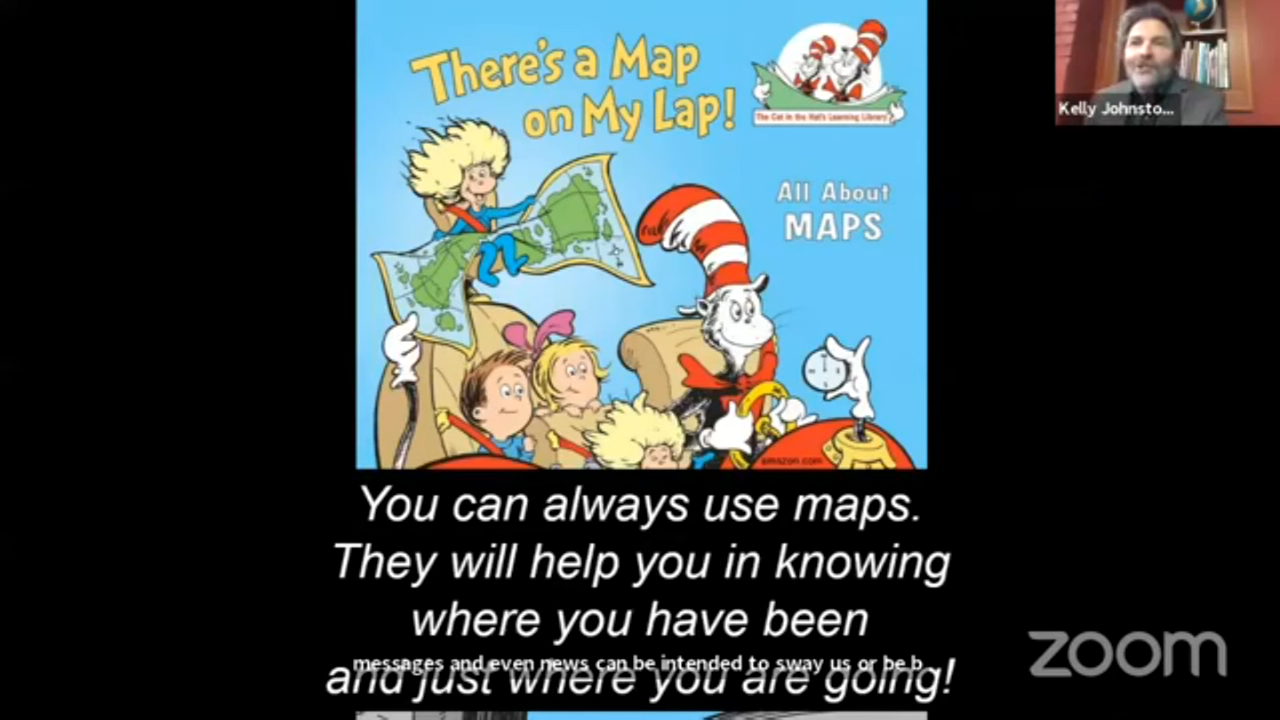 There's a Map
on My Lap!
The Cat in the Hat's Learning Library
All About
MAPS
Kelly Johnsto...
amazon.com
You can always use maps.
They will help you in knowing
where you have been
messages and even news can be intended to sway us or be b...
and just where you are going!
zoom